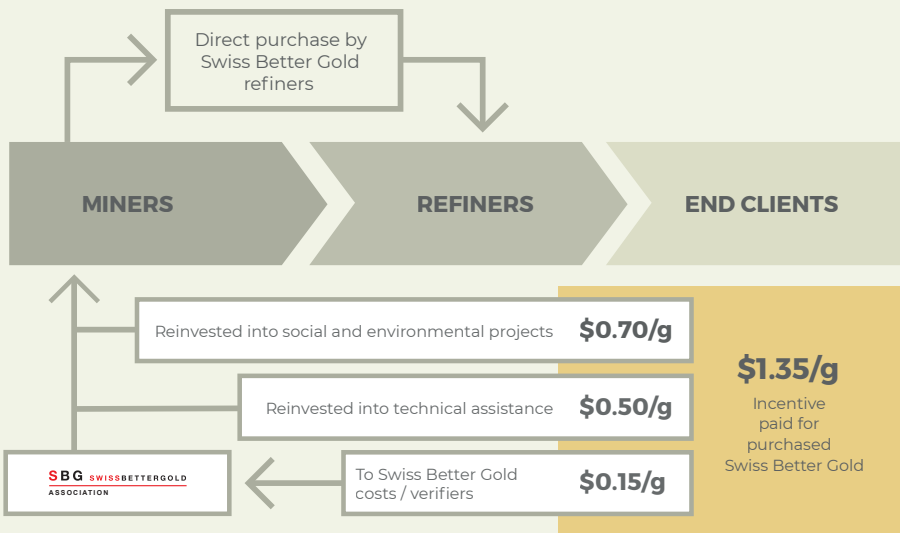 Direct purchase by
Swiss Better Gold
refiners
MINERS
REFINERS
END CLIENTS
Reinvested into social and environmental projects $0.70/g
Reinvested into technical assistance $0.50/g
To Swiss Better Gold
costs / verifiers
$0.15/g
$1.35/g
Incentive
paid for
purchased
Swiss Better Gold
SBG SWISSBETTERGOLD
ASSOCIATION